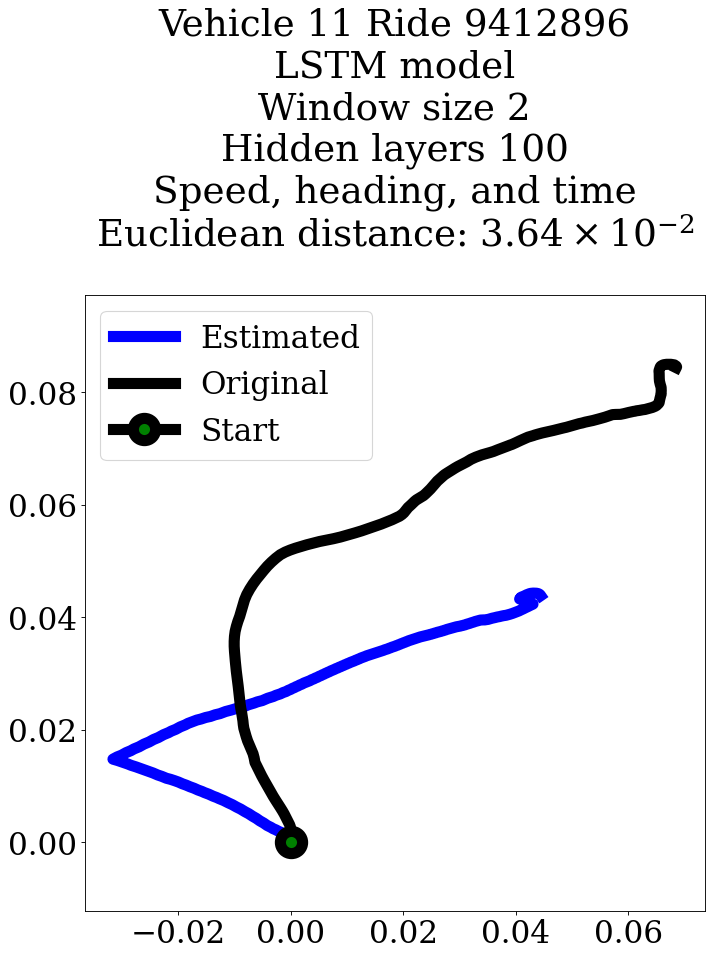 Vehicle 11 Ride 9412896
LSTM model
Window size 2
Hidden layers 100
Speed, heading, and time
Euclidean distance: 3.64 × 10⁻²
Estimated
Original
Start
0.08
0.06
0.04
0.02
0.00
−0.02 0.00 0.02 0.04 0.06